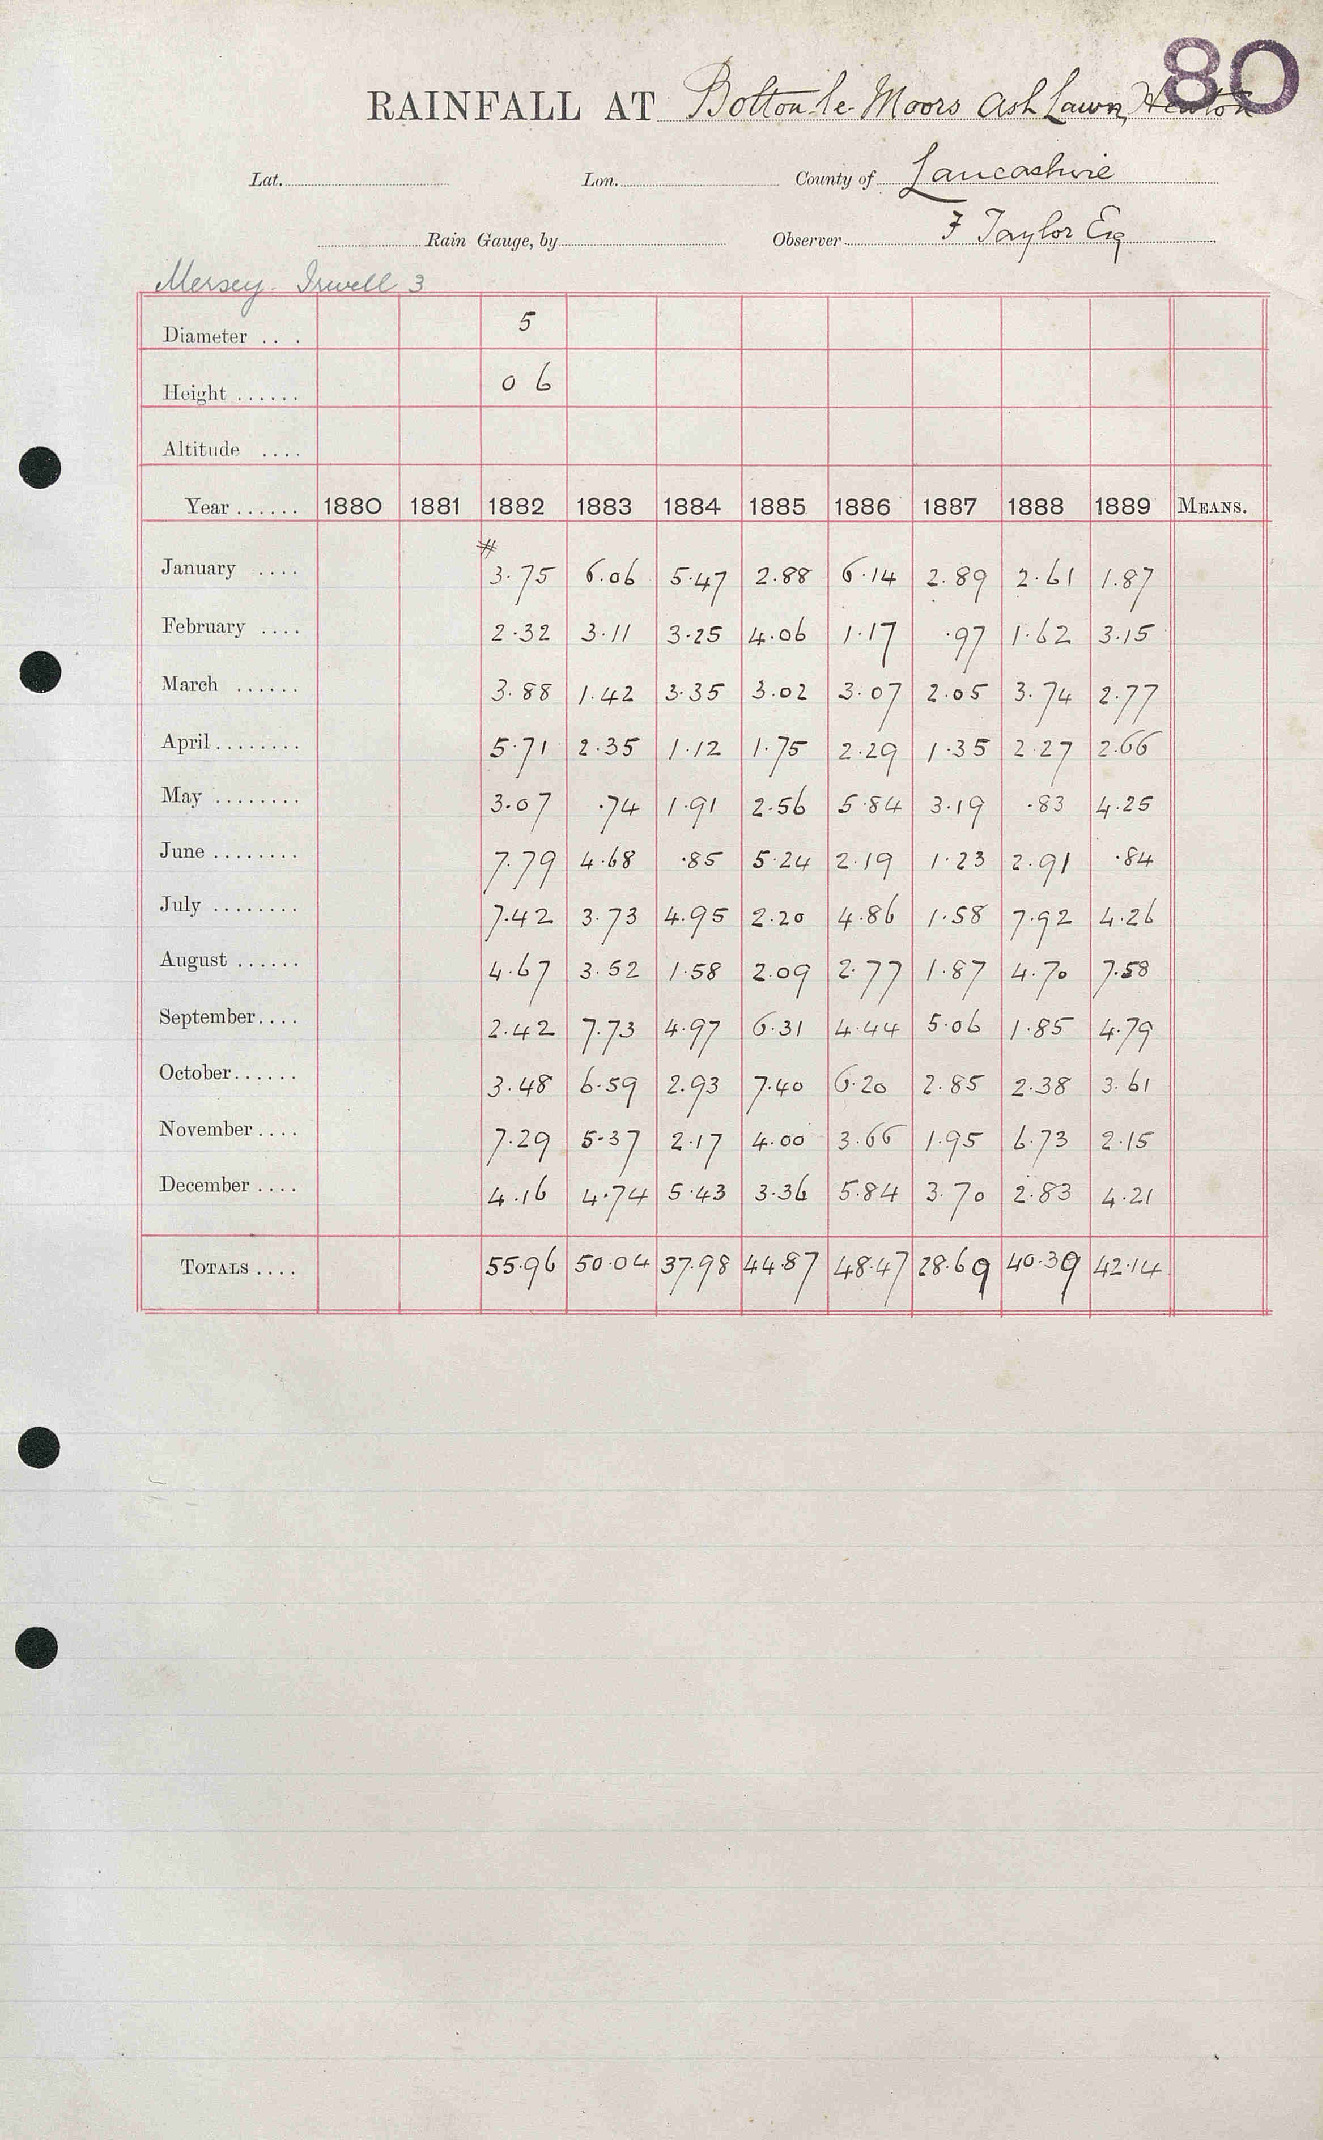 80
RAINFALL AT Bolton le Moors Ash Lawn, Heaton
Lat. Lon. County of Lancashire
Rain Gauge, by Observer F Taylor Esq
Mersey. Irwell 3
Diameter ... 5
Height ...... 0 6
Altitude ....
Year ...... 1880 1881 1882 1883 1884 1885 1886 1887 1888 1889 MEANS.
#
January .... 3.75 6.06 5.47 2.88 6.14 2.89 2.61 1.87
February .... 2.32 3.11 3.25 4.06 1.17 .97 1.62 3.15
March ...... 3.88 1.42 3.35 3.02 3.07 2.05 3.74 2.77
April ........ 5.71 2.35 1.12 1.75 2.29 1.35 2.27 2.66
May ........ 3.07 .74 1.91 2.56 5.84 3.19 .83 4.25
June ........ 7.79 4.68 .85 5.24 2.19 1.23 2.91 .84
July ........ 7.42 3.73 4.95 2.20 4.86 1.58 7.92 4.26
August ...... 4.67 3.52 1.58 2.09 2.77 1.87 4.70 7.58
September .... 2.42 7.73 4.97 6.31 4.44 5.06 1.85 4.79
October ...... 3.48 6.59 2.93 7.40 6.20 2.85 2.38 3.61
November .... 7.29 5.37 2.17 4.00 3.66 1.95 6.73 2.15
December .... 4.16 4.74 5.43 3.36 5.84 3.70 2.83 4.21
TOTALS .... 55.96 50.04 37.98 44.87 48.47 28.69 40.39 42.14